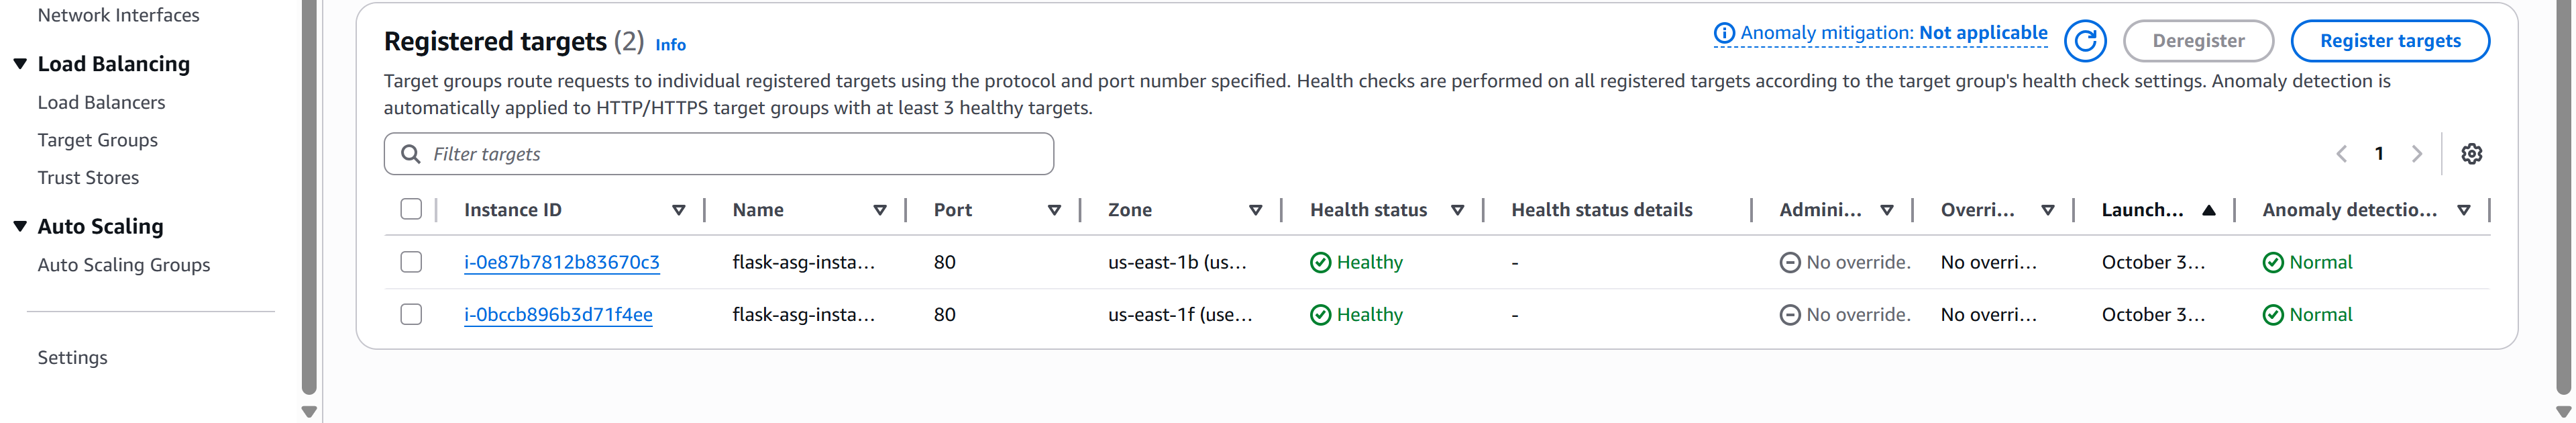 Network Interfaces
Load Balancing
Load Balancers
Target Groups
Trust Stores
Auto Scaling
Auto Scaling Groups
Settings
Registered targets (2) Info
Anomaly mitigation: Not applicable
Deregister
Register targets
Target groups route requests to individual registered targets using the protocol and port number specified. Health checks are performed on all registered targets according to the target group's health check settings. Anomaly detection is
automatically applied to HTTP/HTTPS target groups with at least 3 healthy targets.
Filter targets
1
Instance ID Name Port Zone Health status Health status details Admini... Overri... Launch... Anomaly detectio...
i-0e87b7812b83670c3 flask-asg-insta... 80 us-east-1b (us... Healthy - No override. No overri... October 3... Normal
i-0bccb896b3d71f4ee flask-asg-insta... 80 us-east-1f (use... Healthy - No override. No overri... October 3... Normal